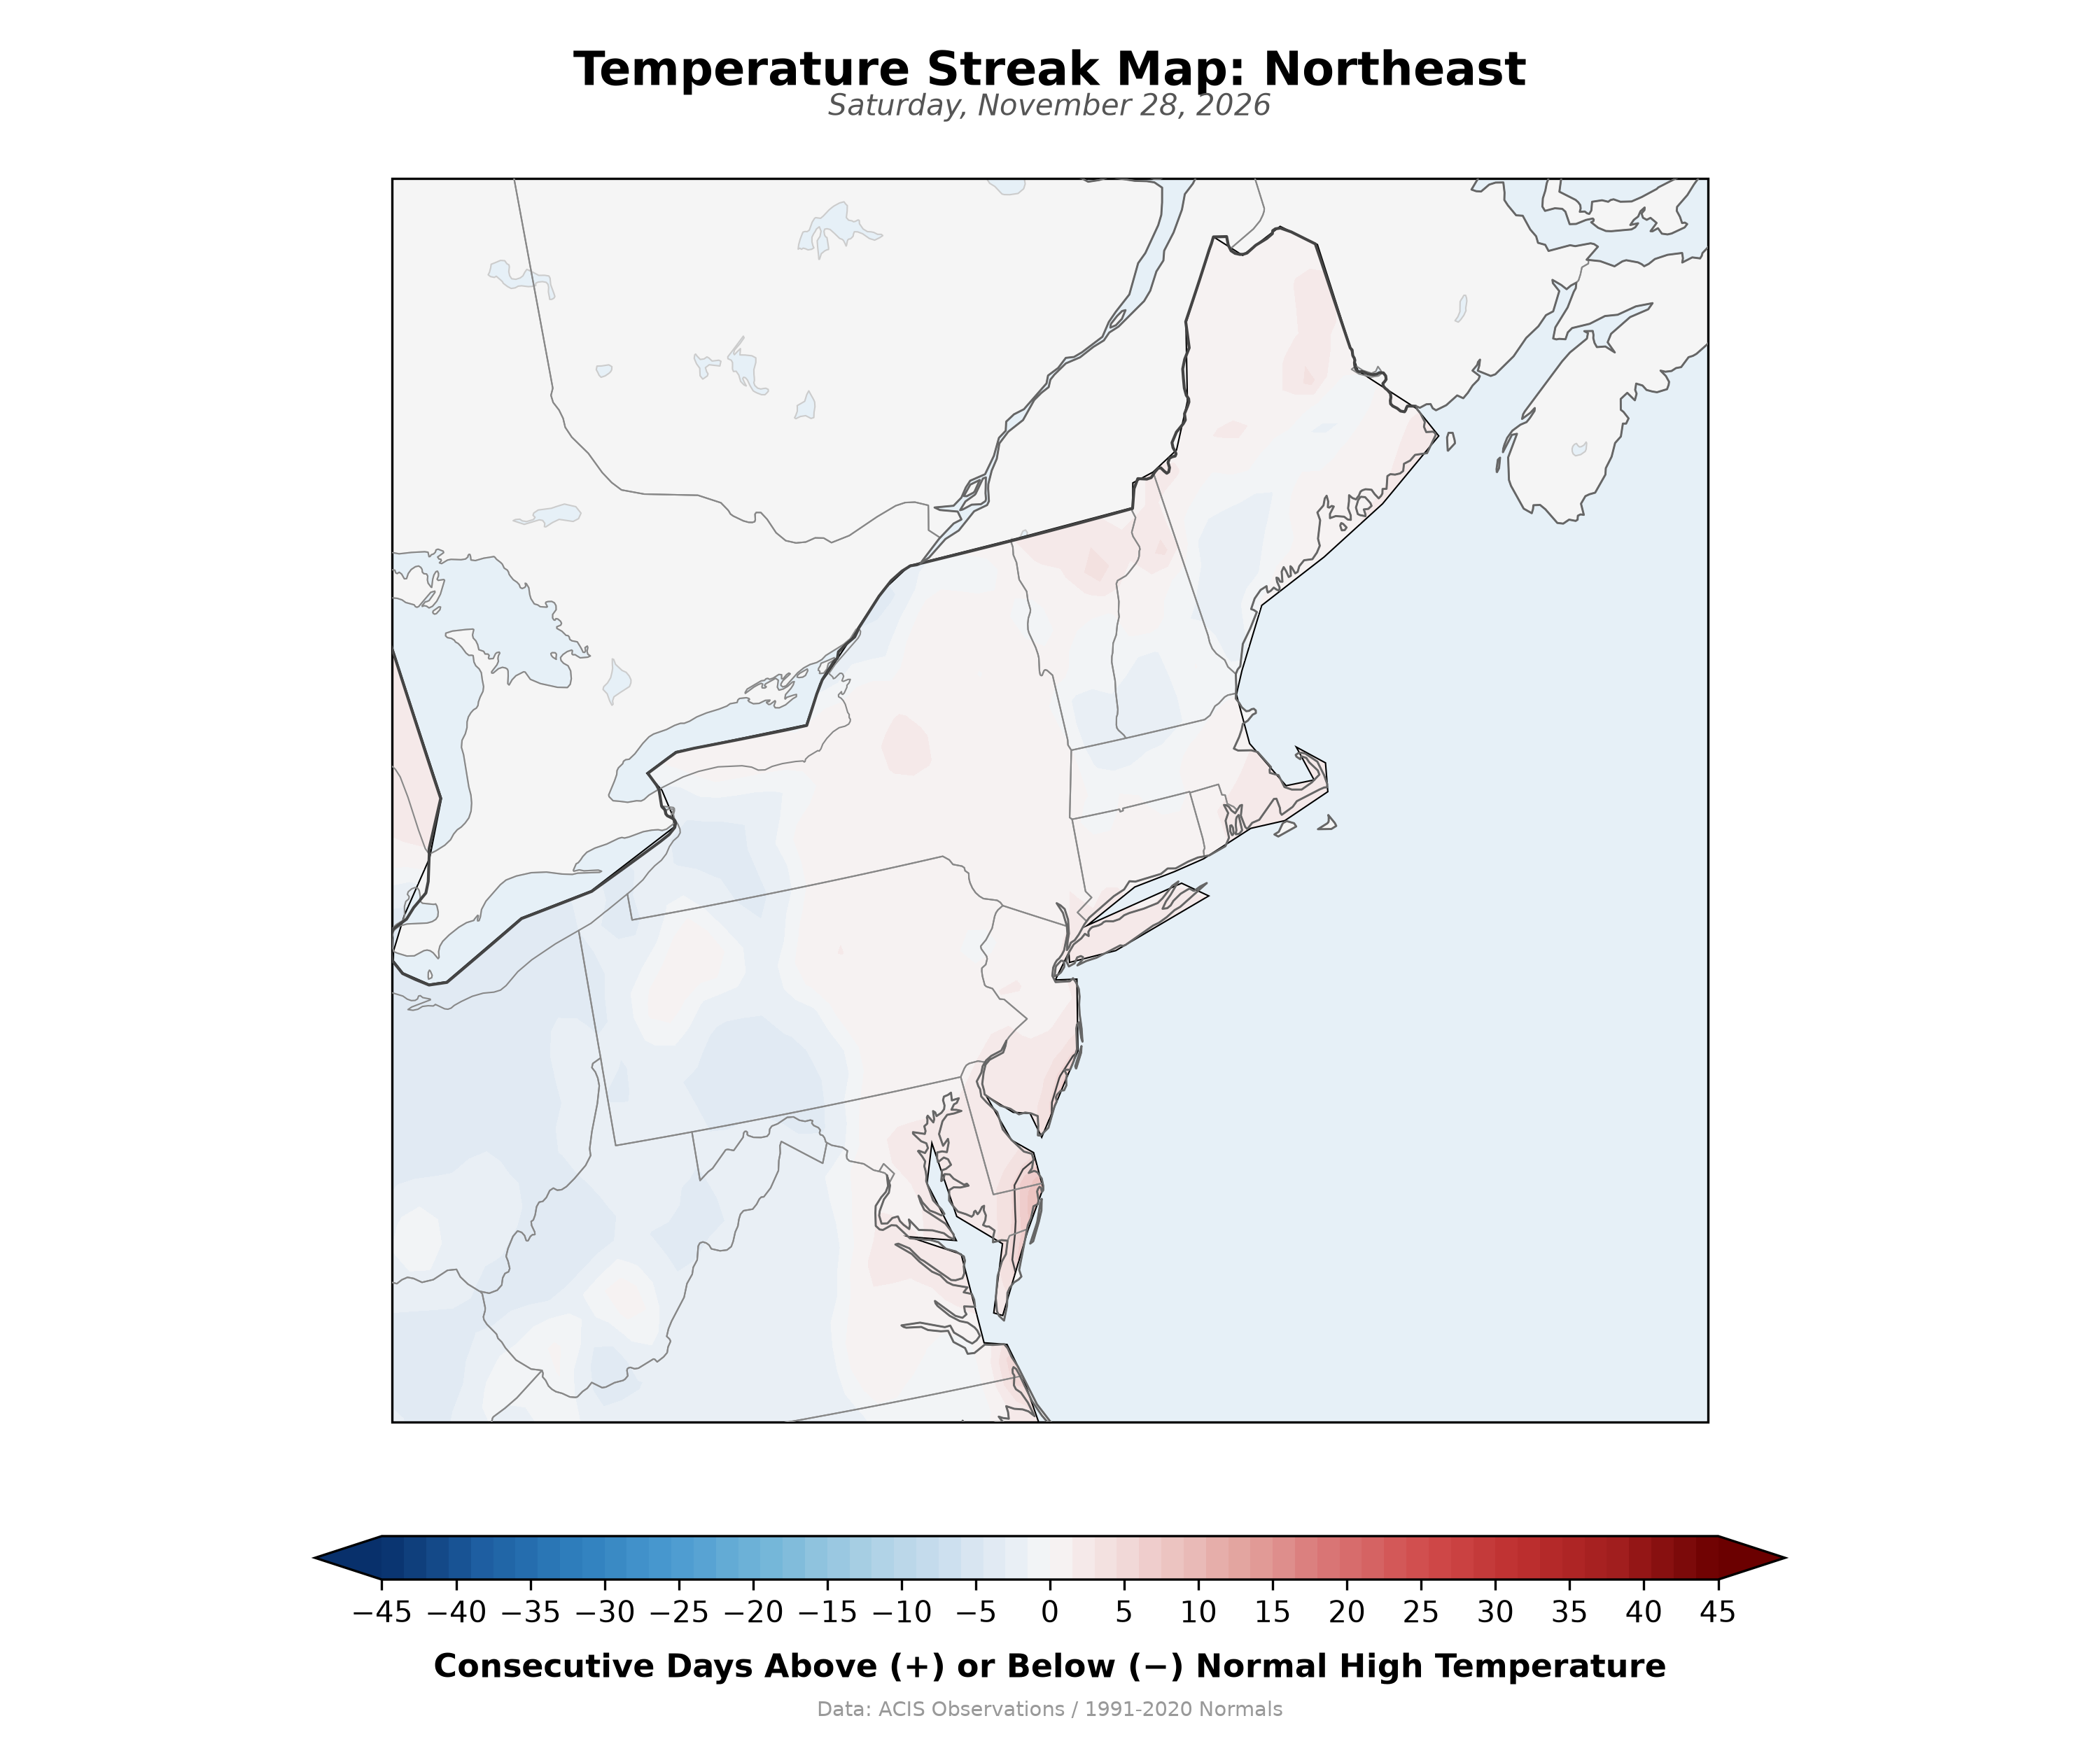 Temperature Streak Map: Northeast
Saturday, November 28, 2026
−45 −40 −35 −30 −25 −20 −15 −10 −5 0 5 10 15 20 25 30 35 40 45
Consecutive Days Above (+) or Below (−) Normal High Temperature
Data: ACIS Observations / 1991-2020 Normals